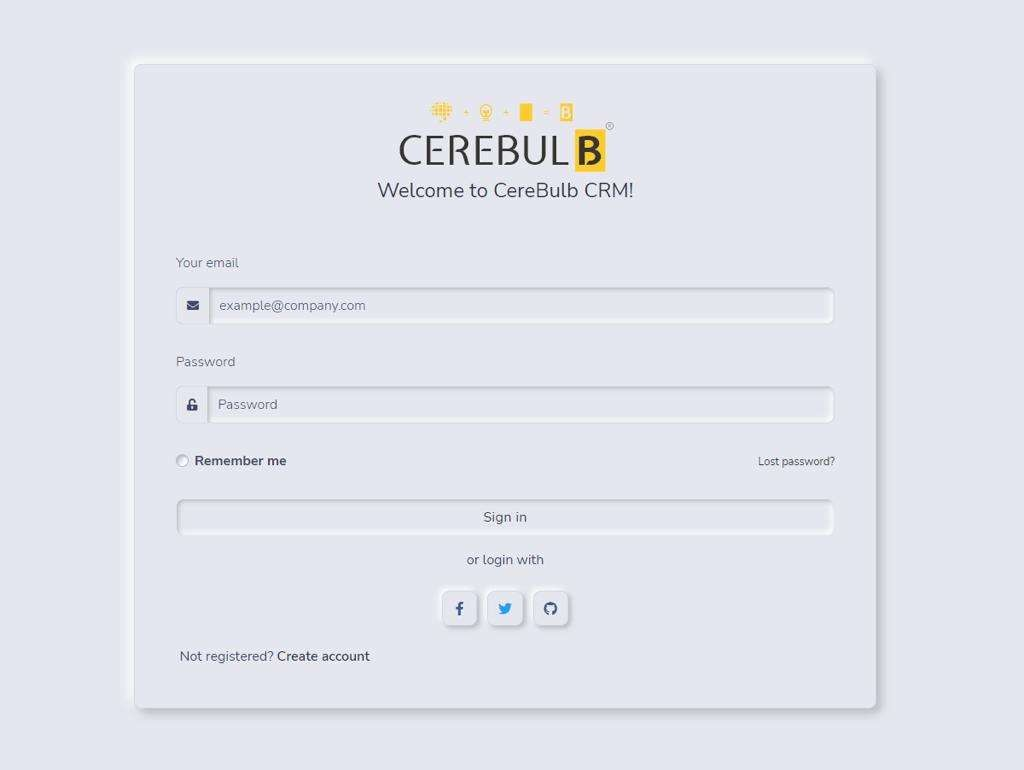 + + = B
CEREBULB®
Welcome to CereBulb CRM!
Your email
example@company.com
Password
Password
Remember me
Lost password?
Sign in
or login with
Not registered? Create account